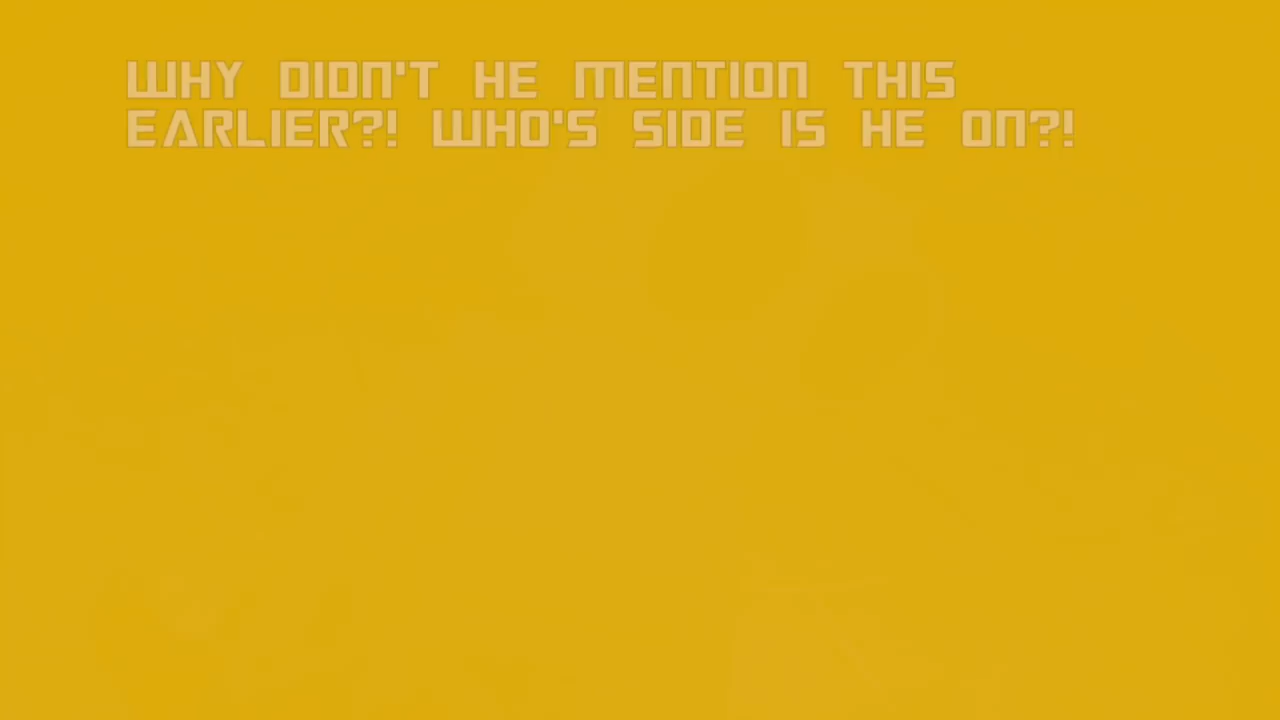 WHY DIDN'T HE MENTION THIS
EARLIER?! WHO'S SIDE IS HE ON?!